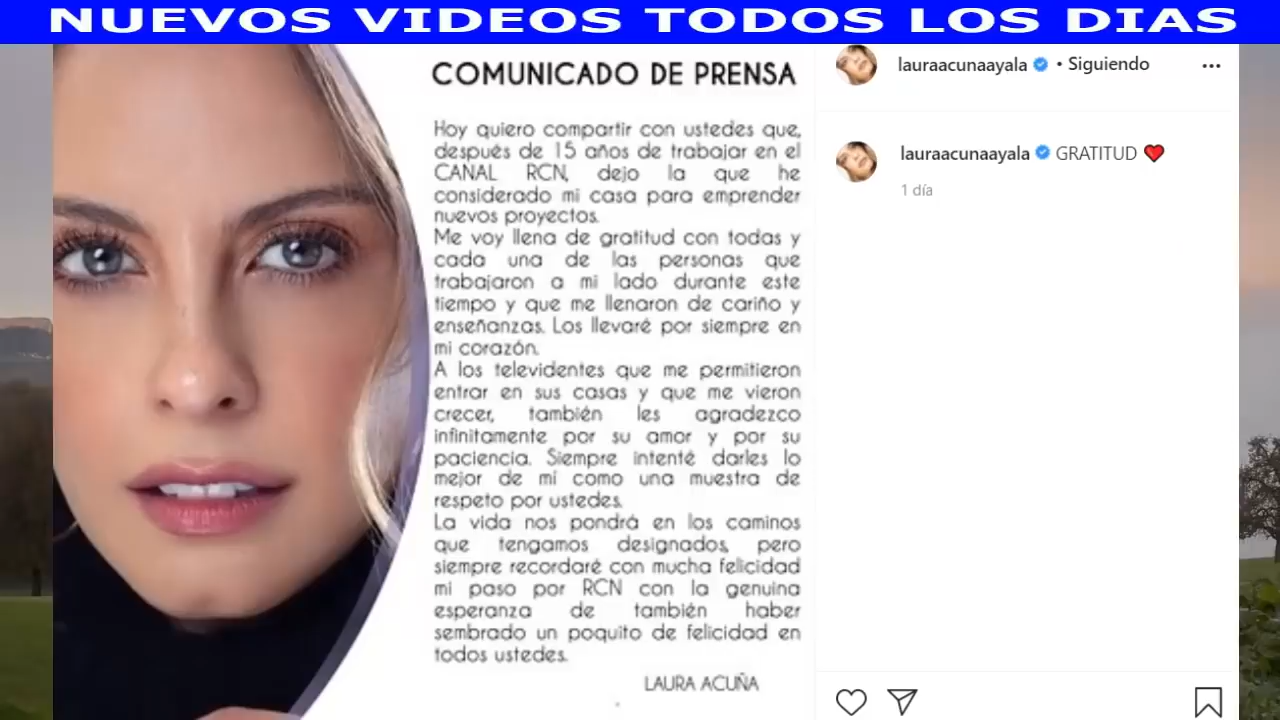 NUEVOS VIDEOS TODOS LOS DIAS
COMUNICADO DE PRENSA
Hoy quiero compartir con ustedes que,
después de 15 años de trabajar en el
CANAL RCN, dejo la que he
considerado mi casa para emprender
nuevos proyectos.
Me voy llena de gratitud con todas y
cada una de las personas que
trabajaron a mi lado durante este
tiempo y que me llenaron de cariño y
enseñanzas. Los llevaré por siempre en
mi corazón.
A los televidentes que me permitieron
entrar en sus casas y que me vieron
crecer, también les agradezco
infinitamente por su amor y por su
paciencia. Siempre intenté darles lo
mejor de mí como una muestra de
respeto por ustedes.
La vida nos pondrá en los caminos
que tengamos designados, pero
siempre recordaré con mucha felicidad
mi paso por RCN con la genuina
esperanza de también haber
sembrado un poquito de felicidad en
todos ustedes.
LAURA ACUÑA
lauraacunaayala • Siguiendo
lauraacunaayala GRATITUD ❤️
1 día